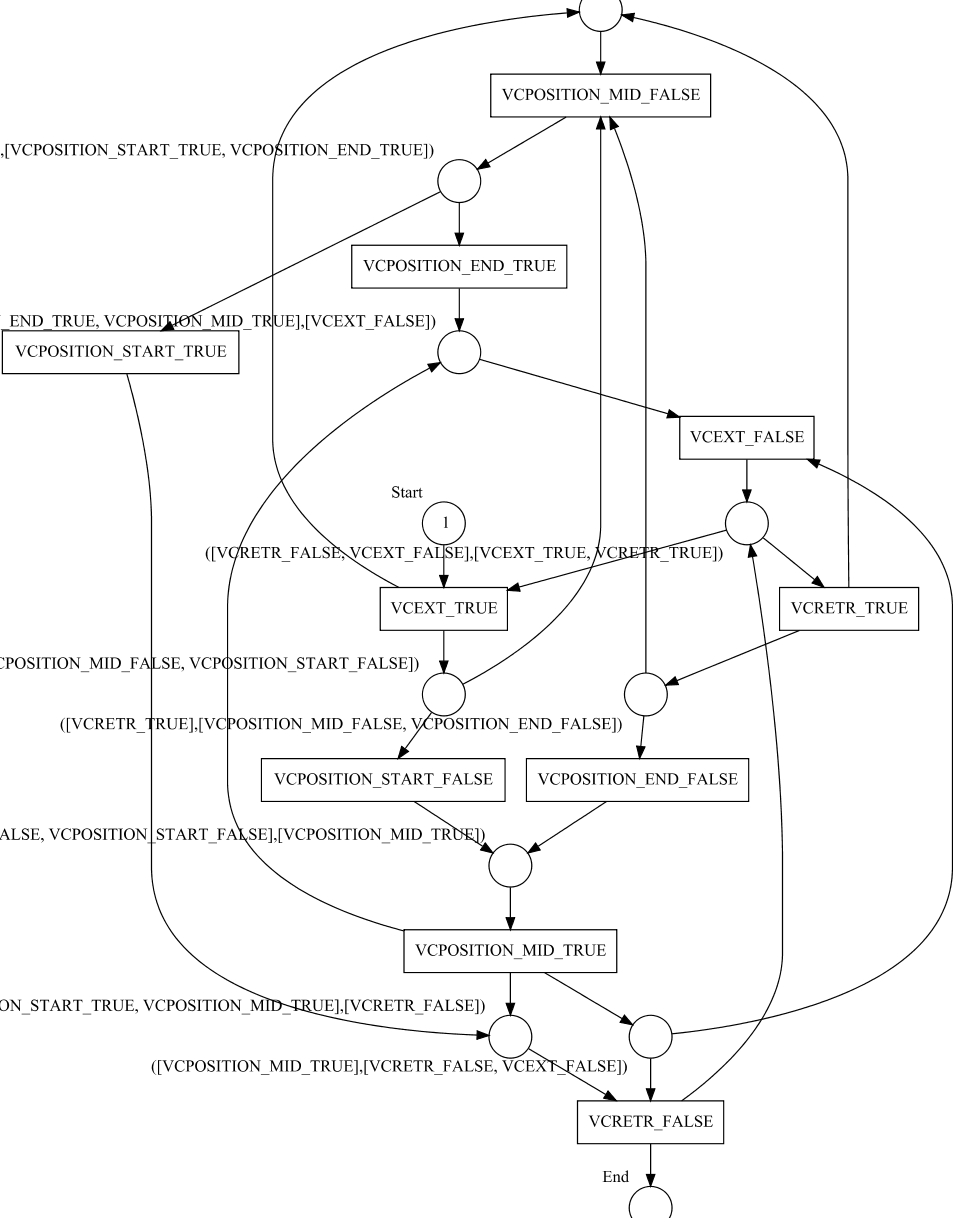 VCPOSITION_MID_FALSE
,[VCPOSITION_START_TRUE, VCPOSITION_END_TRUE])
VCPOSITION_END_TRUE
_END_TRUE, VCPOSITION_MID_TRUE],[VCEXT_FALSE])
VCPOSITION_START_TRUE
VCEXT_FALSE
Start
1
([VCRETR_FALSE, VCEXT_FALSE],[VCEXT_TRUE, VCRETR_TRUE])
VCEXT_TRUE
VCRETR_TRUE
CPOSITION_MID_FALSE, VCPOSITION_START_FALSE])
([VCRETR_TRUE],[VCPOSITION_MID_FALSE, VCPOSITION_END_FALSE])
VCPOSITION_START_FALSE
VCPOSITION_END_FALSE
ALSE, VCPOSITION_START_FALSE],[VCPOSITION_MID_TRUE])
VCPOSITION_MID_TRUE
ON_START_TRUE, VCPOSITION_MID_TRUE],[VCRETR_FALSE])
([VCPOSITION_MID_TRUE],[VCRETR_FALSE, VCEXT_FALSE])
VCRETR_FALSE
End